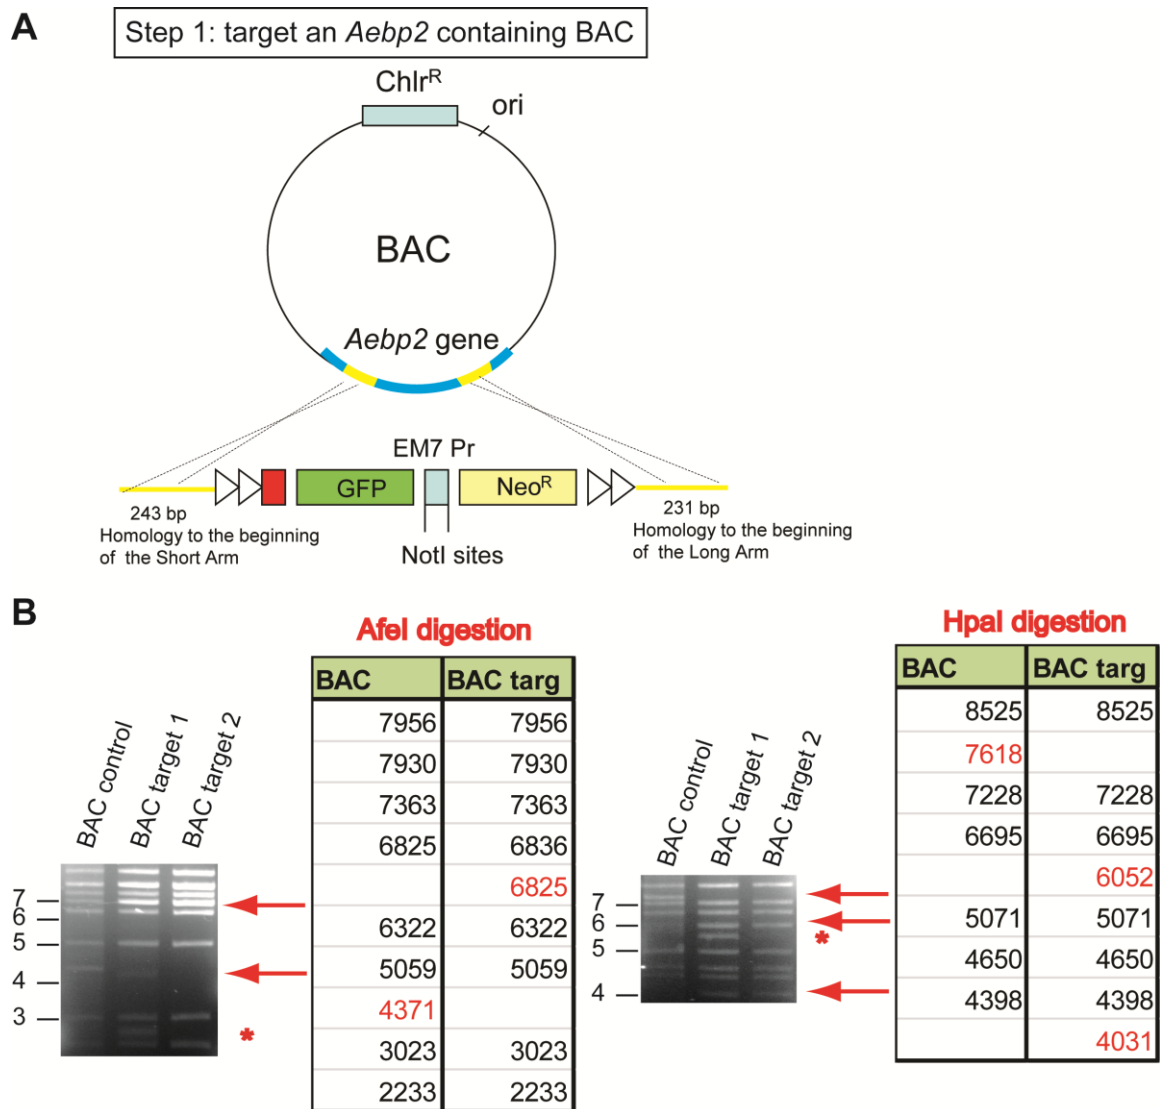 A
Step 1: target an Aebp2 containing BAC
ChlrR
ori
BAC
Aebp2 gene
EM7 Pr
GFP
NeoR
243 bp
Homology to the beginning
of the Short Arm
NotI sites
231 bp
Homology to the beginning
of the Long Arm
B
AfeI digestion
BAC control
BAC target 1
BAC target 2
7
6
5
4
3
*
BAC BAC targ
7956 7956
7930 7930
7363 7363
6825 6836
6825
6322 6322
5059 5059
4371
3023 3023
2233 2233
HpaI digestion
BAC control
BAC target 1
BAC target 2
7
6
5
4
*
BAC BAC targ
8525 8525
7618
7228 7228
6695 6695
6052
5071 5071
4650 4650
4398 4398
4031